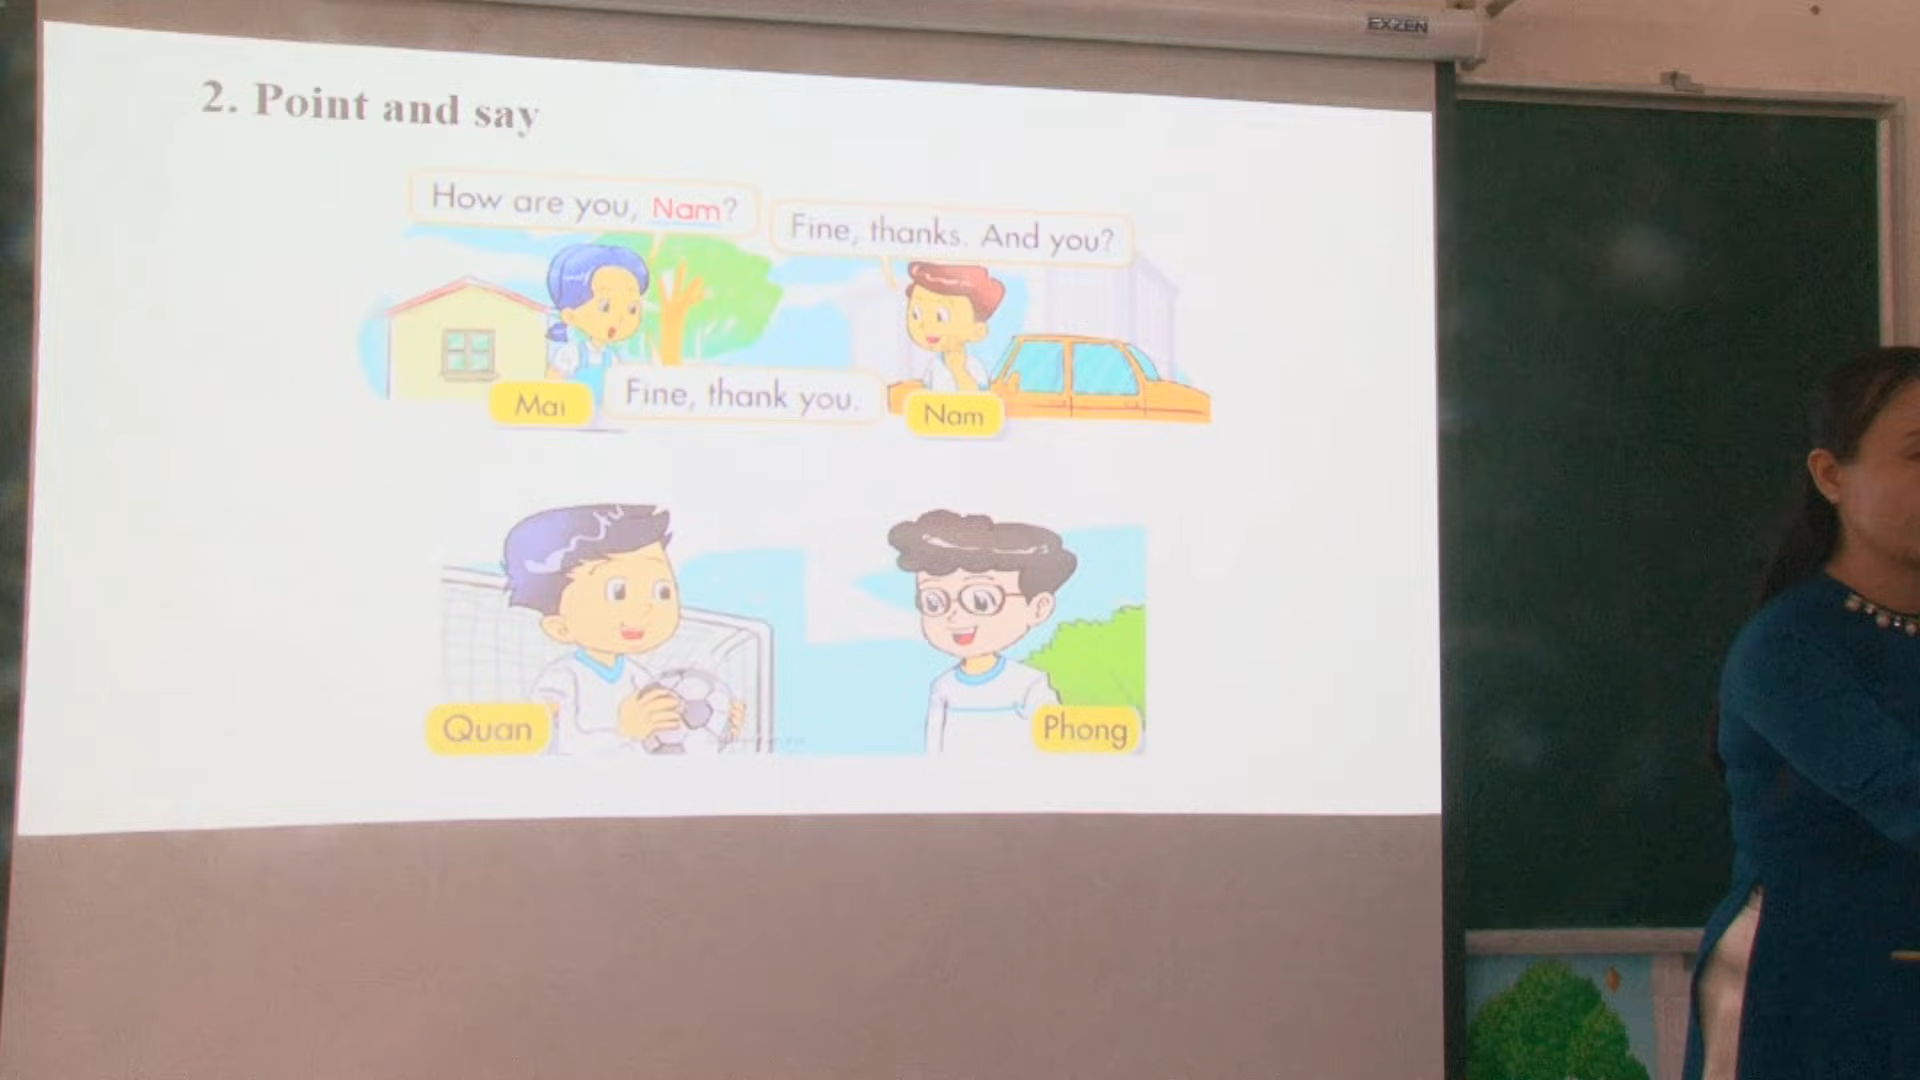 EXZEN
2. Point and say
How are you, Nam?
Fine, thanks. And you?
Mai
Fine, thank you.
Nam
Quan
Phong